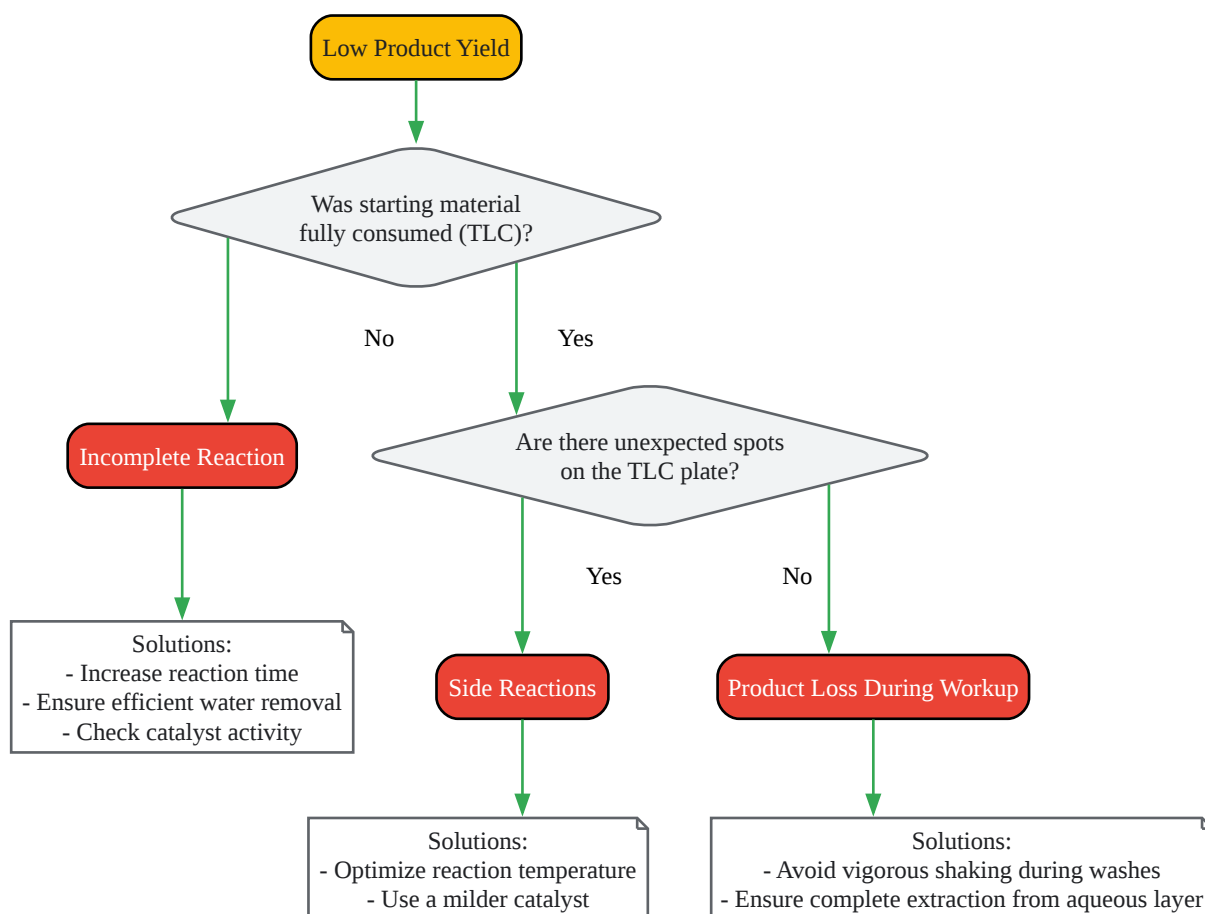 Low Product Yield
Was starting material
fully consumed (TLC)?
No
Yes
Incomplete Reaction
Are there unexpected spots
on the TLC plate?
Yes
No
Solutions:
- Increase reaction time
- Ensure efficient water removal
- Check catalyst activity
Side Reactions
Product Loss During Workup
Solutions:
- Optimize reaction temperature
- Use a milder catalyst
Solutions:
- Avoid vigorous shaking during washes
- Ensure complete extraction from aqueous layer